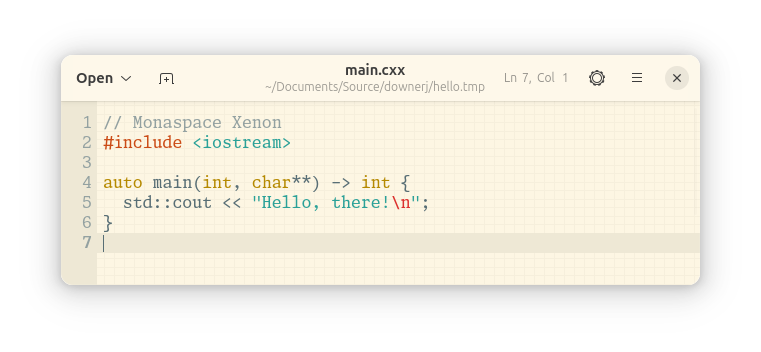 Open
main.cxx
~/Documents/Source/downerj/hello.tmp
Ln 7, Col 1
1 // Monaspace Xenon
2 #include <iostream>
3
4 auto main(int, char**) -> int {
5   std::cout << "Hello, there!\n";
6 }
7